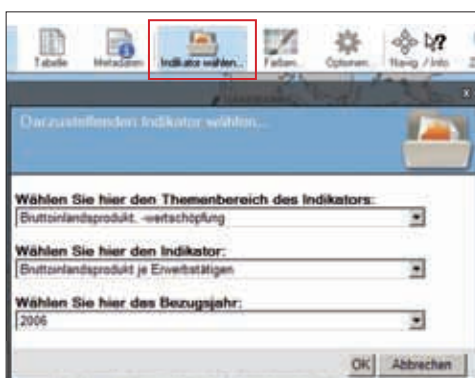 Tabelle Metadaten Indikator wählen... Farben... Optionen... Navig. / Info
Darzustellenden Indikator wählen...
Wählen Sie hier den Themenbereich des Indikators:
Bruttoinlandsprodukt, -wertschöpfung
Wählen Sie hier den Indikator:
Bruttoinlandsprodukt je Erwerbstätigen
Wählen Sie hier das Bezugsjahr:
2006
OK Abbrechen